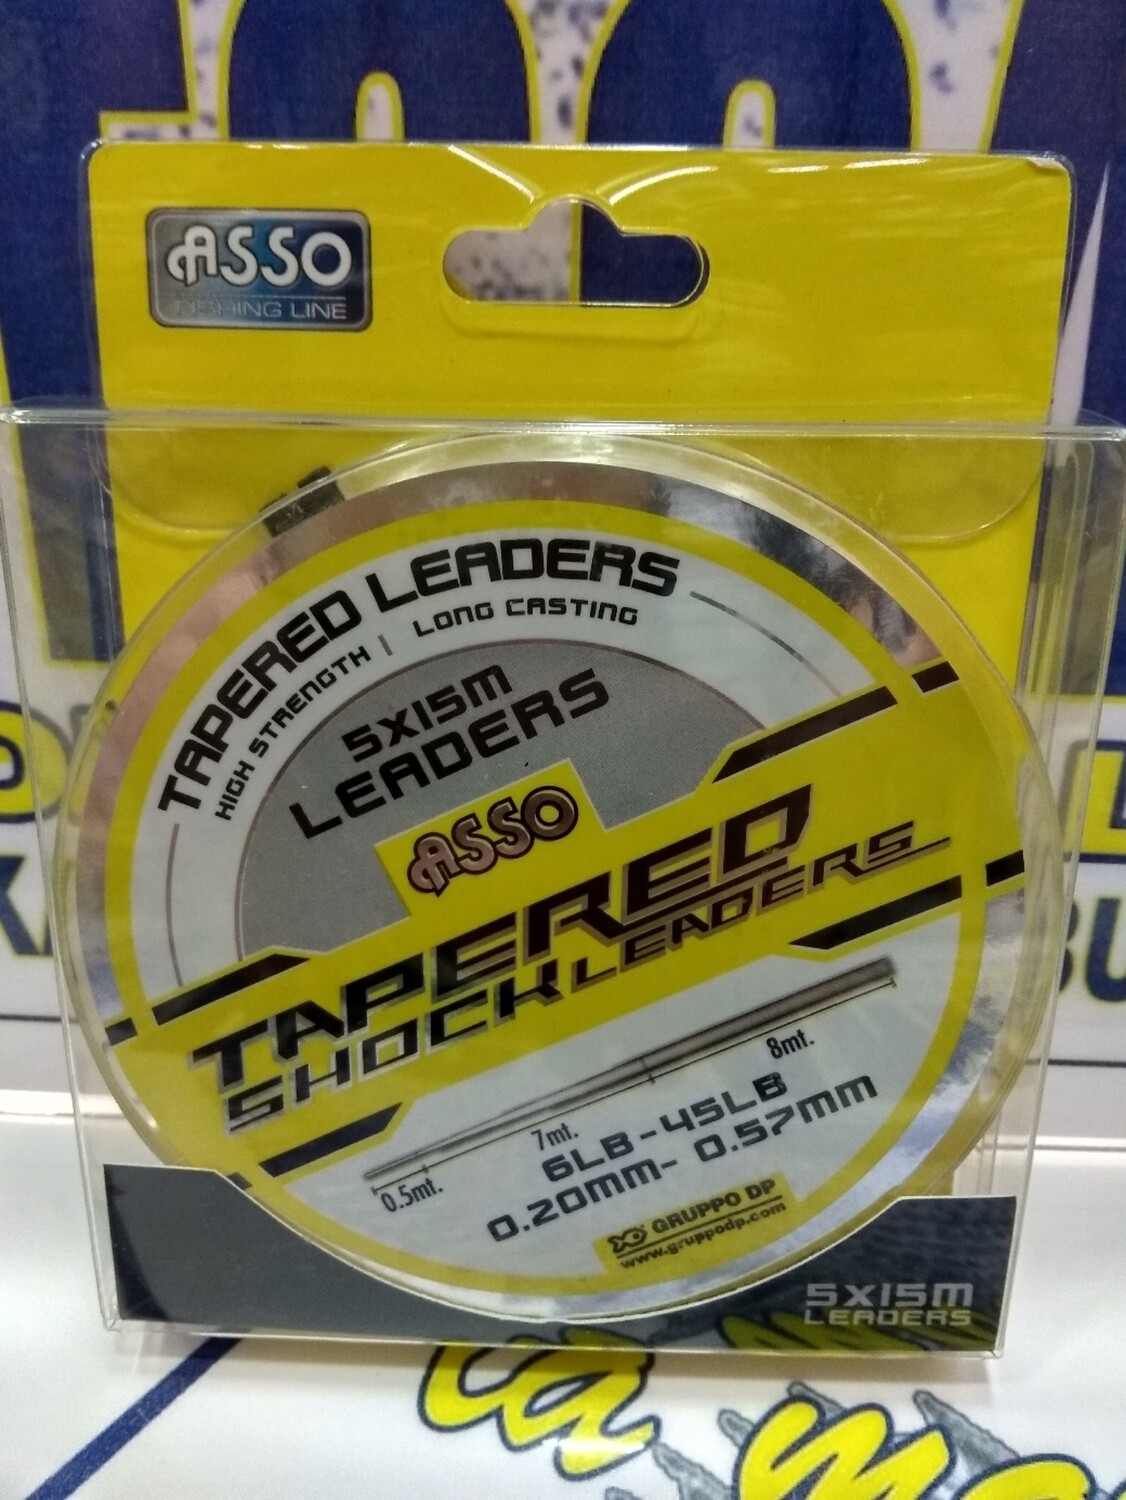 ASSO
FISHING LINE
TAPERED LEADERS
HIGH STRENGTH | LONG CASTING
5X15M
LEADERS
ASSO
TAPERED
SHOCK LEADERS
8mt.
7mt.
0.5mt.
6LB-45LB
0.20MM- 0.57MM
GRUPPO DP
www.gruppodp.com
5X15M
LEADERS